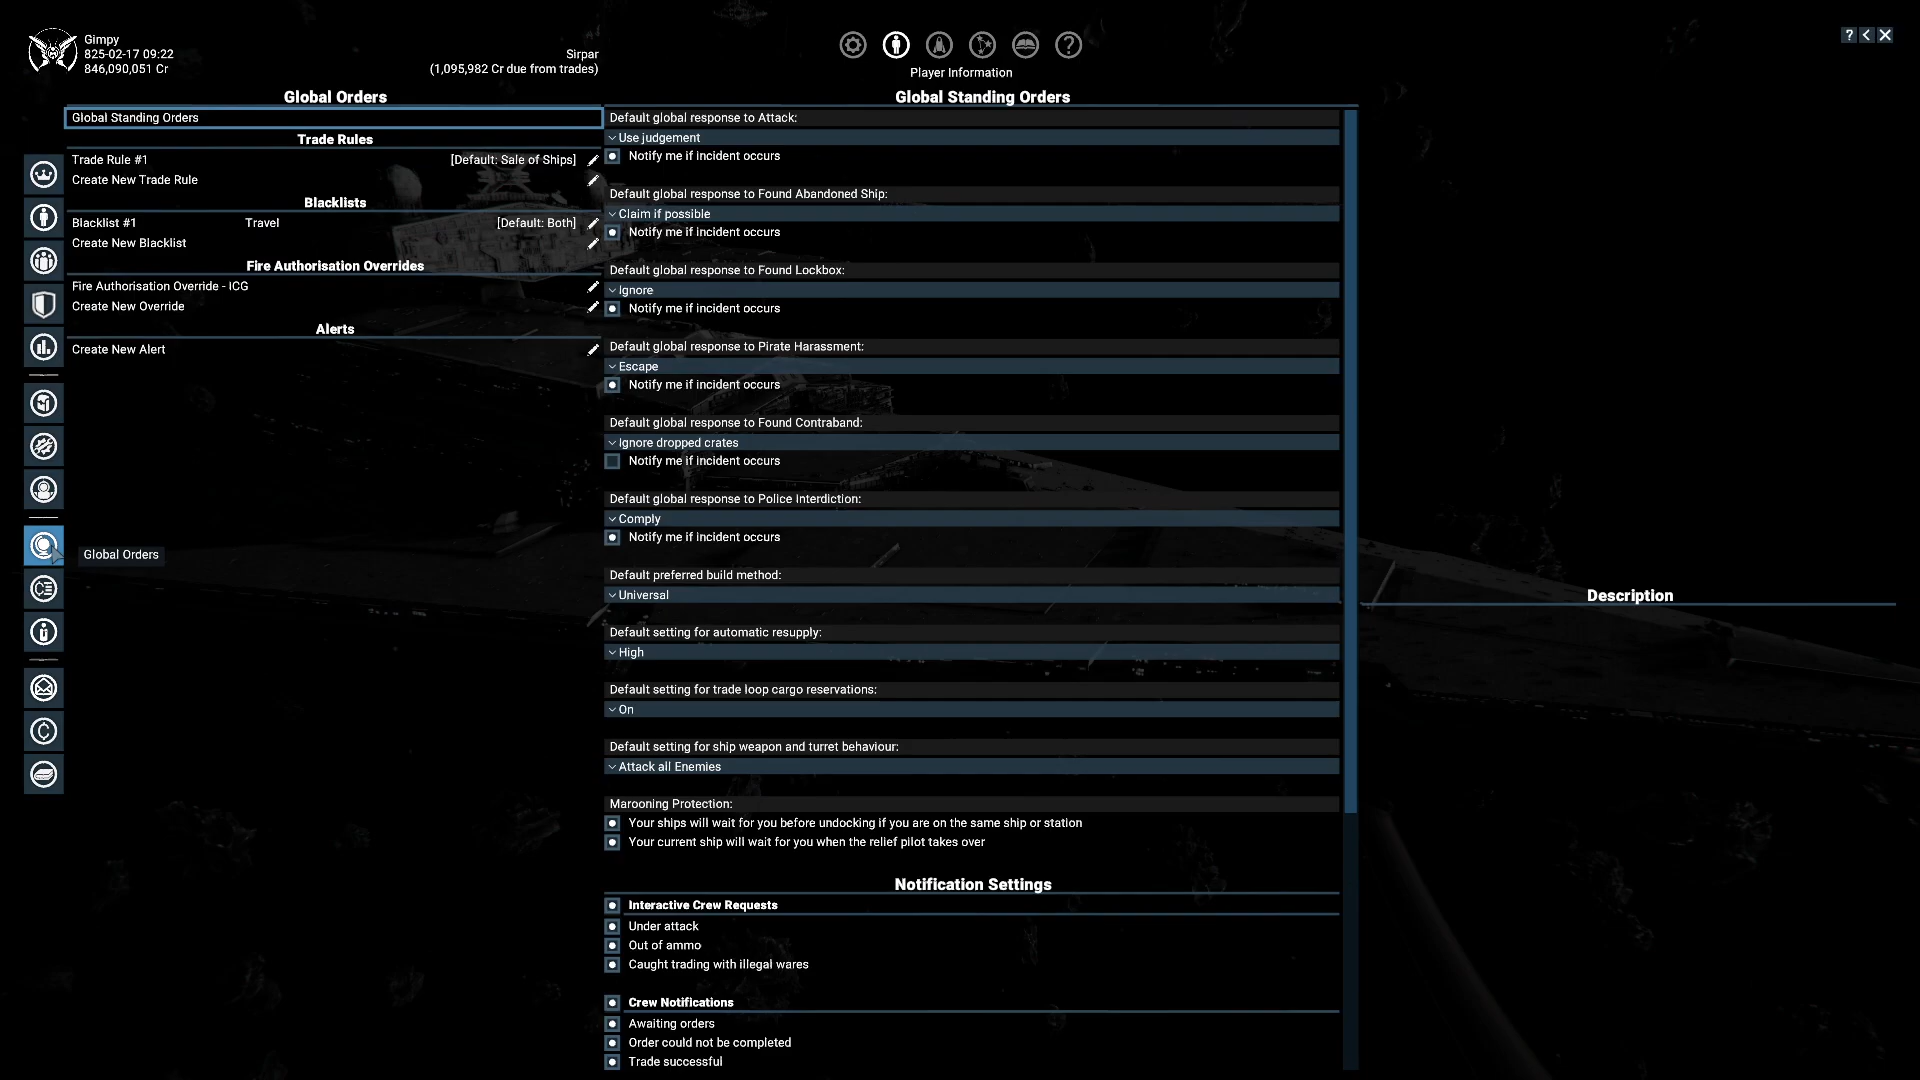 Gimpy
825-02-17 09:22
846,090,051 Cr
Sirpar
(1,095,982 Cr due from trades)
Player Information
? < X
Global Orders
Global Standing Orders
Trade Rules
Trade Rule #1 [Default: Sale of Ships]
Create New Trade Rule
Blacklists
Blacklist #1 Travel [Default: Both]
Create New Blacklist
Fire Authorisation Overrides
Fire Authorisation Override - ICG
Create New Override
Alerts
Create New Alert
Global Orders
Global Standing Orders
Default global response to Attack:
Use judgement
Notify me if incident occurs
Default global response to Found Abandoned Ship:
Claim if possible
Notify me if incident occurs
Default global response to Found Lockbox:
Ignore
Notify me if incident occurs
Default global response to Pirate Harassment:
Escape
Notify me if incident occurs
Default global response to Found Contraband:
Ignore dropped crates
Notify me if incident occurs
Default global response to Police Interdiction:
Comply
Notify me if incident occurs
Default preferred build method:
Universal
Default setting for automatic resupply:
High
Default setting for trade loop cargo reservations:
On
Default setting for ship weapon and turret behaviour:
Attack all Enemies
Marooning Protection:
Your ships will wait for you before undocking if you are on the same ship or station
Your current ship will wait for you when the relief pilot takes over
Notification Settings
Interactive Crew Requests
Under attack
Out of ammo
Caught trading with illegal wares
Crew Notifications
Awaiting orders
Order could not be completed
Trade successful
Description